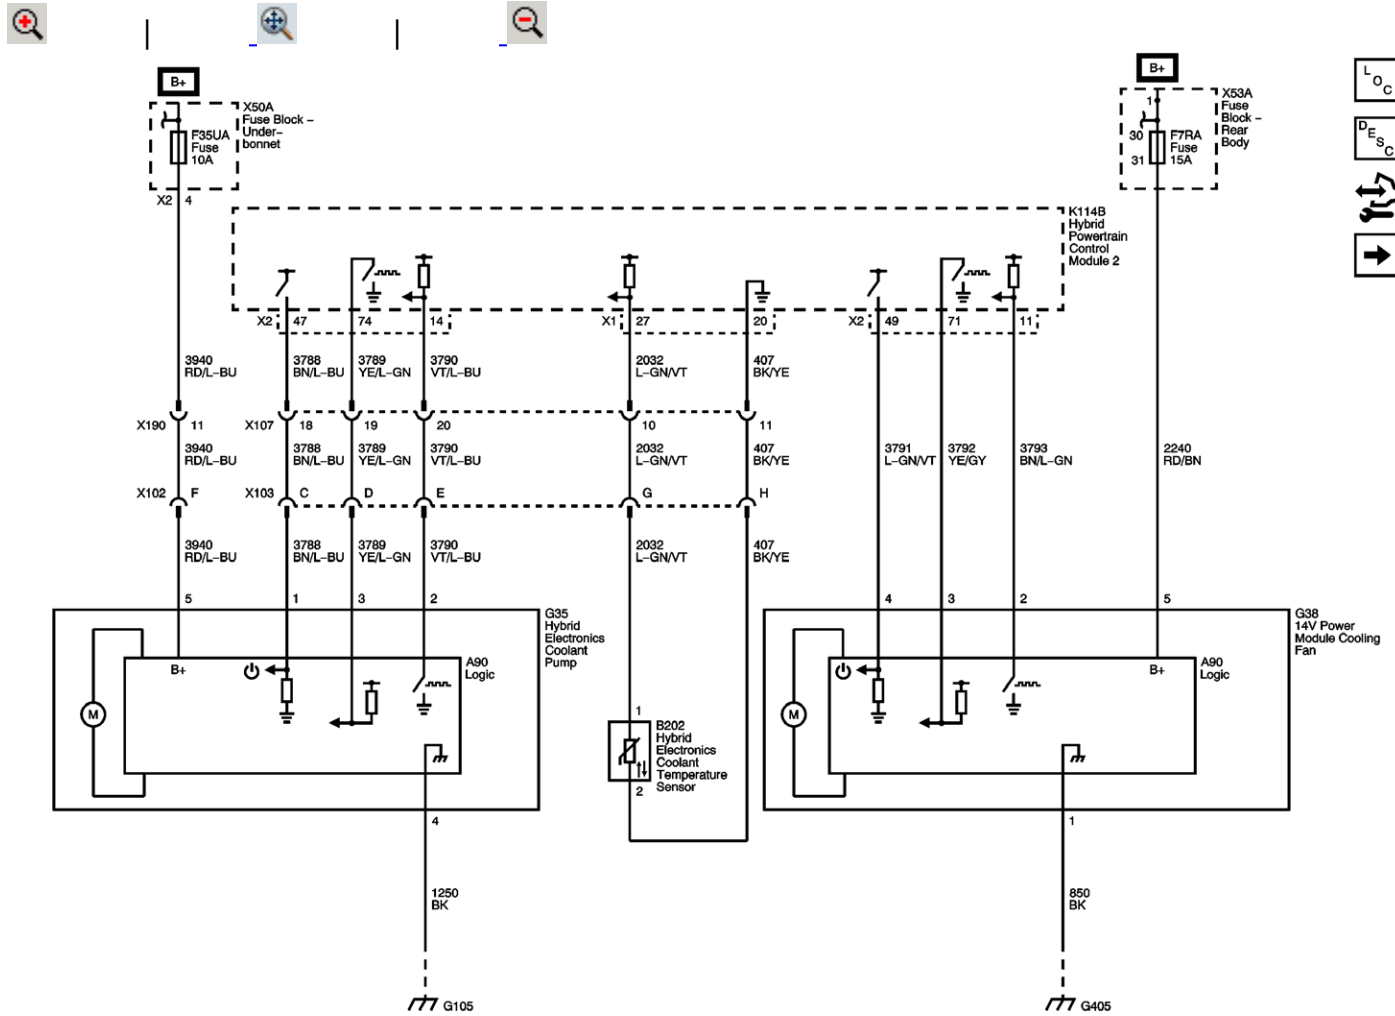 B+
B+
X50A
Fuse Block –
Under–
bonnet
F35UA
Fuse
10A
X2 4
X53A
Fuse
Block –
Rear
Body
1
30
31
F7RA
Fuse
15A
L
O
C
D
E
S
C
K114B
Hybrid
Powertrain
Control
Module 2
X2 47 74 14 X1 27 20 X2 49 71 11
3940
RD/L–BU
3788
BN/L–BU
3789
YE/L–GN
3790
VT/L–BU
2032
L–GN/VT
407
BK/YE
X190 11 X107 18 19 20 10 11
3940
RD/L–BU
3788
BN/L–BU
3789
YE/L–GN
3790
VT/L–BU
2032
L–GN/VT
407
BK/YE
3791
L–GN/VT
3792
YE/GY
3793
BN/L–GN
2240
RD/BN
X102 F X103 C D E G H
3940
RD/L–BU
3788
BN/L–BU
3789
YE/L–GN
3790
VT/L–BU
2032
L–GN/VT
407
BK/YE
5 1 3 2 4 3 2 5
G35
Hybrid
Electronics
Coolant
Pump
G38
14V Power
Module Cooling
Fan
B+
A90
Logic
M
B+
A90
Logic
M
1
B202
Hybrid
Electronics
Coolant
Temperature
Sensor
2
4
1
1250
BK
850
BK
G105
G405